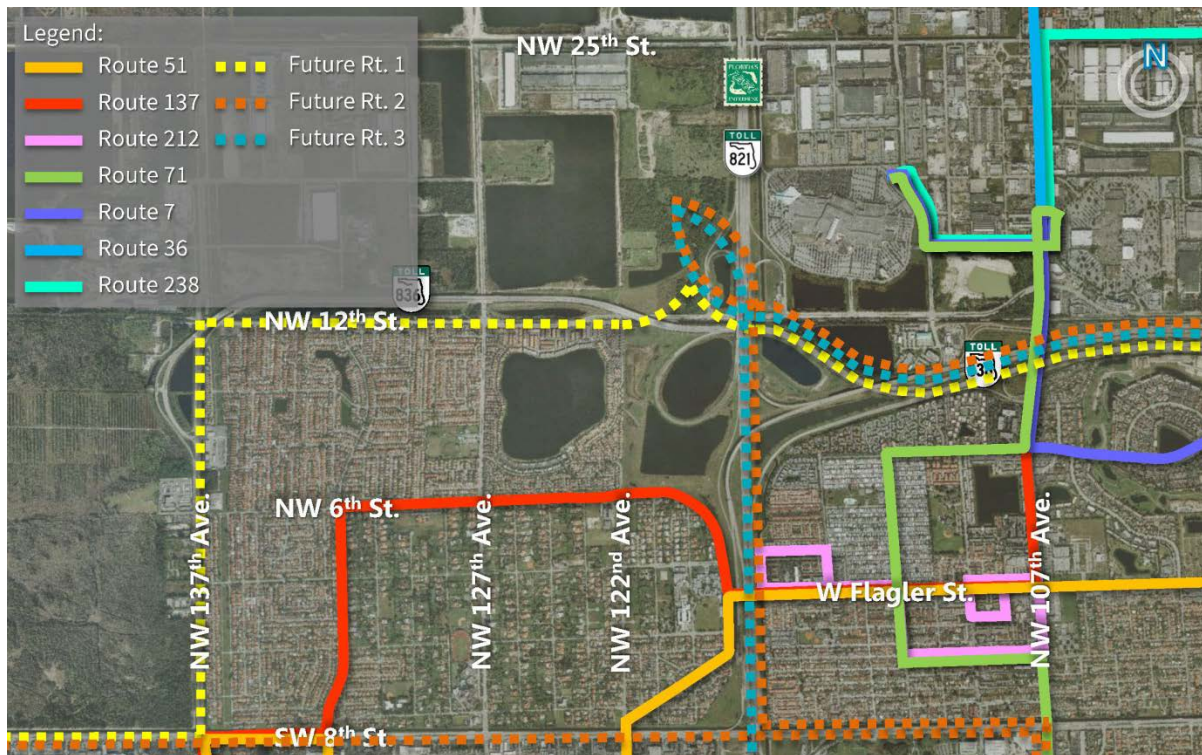 Legend:
Route 51
Route 137
Route 212
Route 71
Route 7
Route 36
Route 238
Future Rt. 1
Future Rt. 2
Future Rt. 3
NW 25th St.
N
TOLL
821
TOLL
836
NW 12th St.
TOLL
NW 6th St.
NW 137th Ave.
NW 127th Ave.
NW 122nd Ave.
W Flagler St.
NW 107th Ave.
SW 8th St.